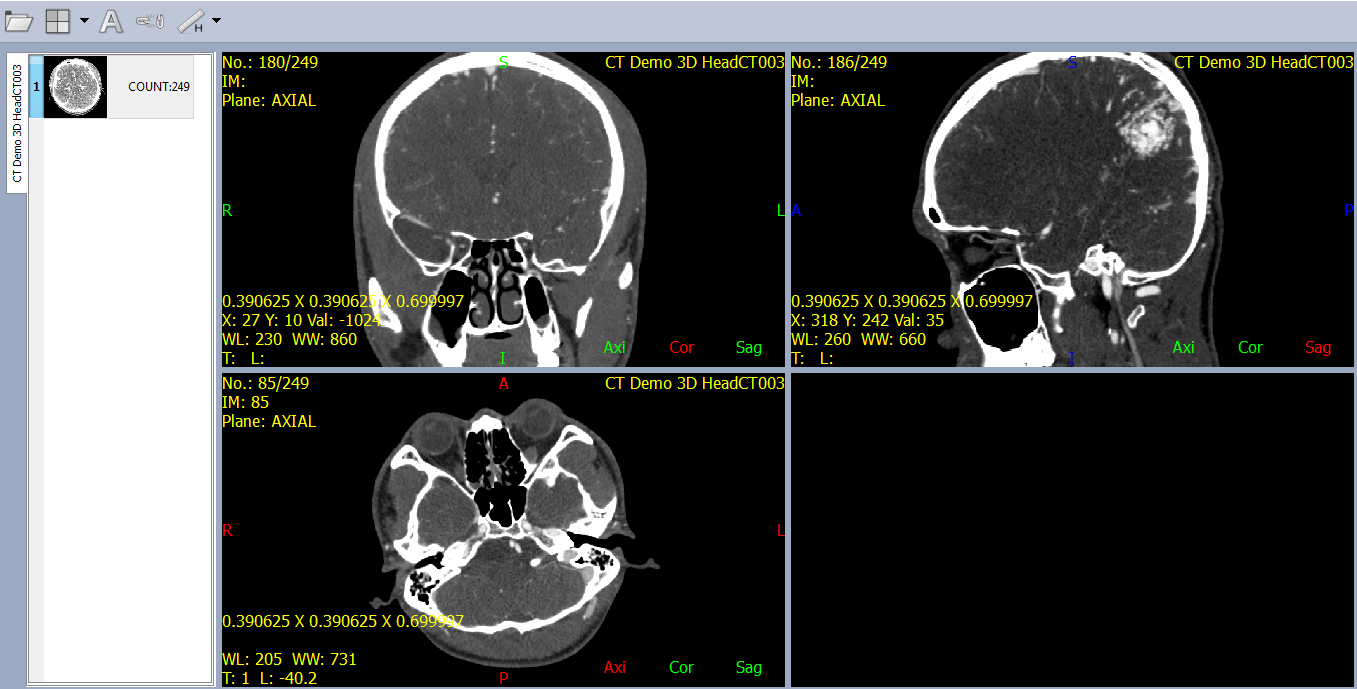 A
H
CT Demo 3D HeadCT003
1
COUNT:249
No.: 180/249
S
CT Demo 3D HeadCT003
IM:
Plane: AXIAL
R
L
0.390625 X 0.390625 X 0.699997
X: 27 Y: 10 Val: -1024
WL: 230 WW: 860
T: L:
I
Axi Cor Sag
No.: 186/249
S
CT Demo 3D HeadCT003
IM:
Plane: AXIAL
A
P
0.390625 X 0.390625 X 0.699997
X: 318 Y: 242 Val: 35
WL: 260 WW: 660
T: L:
I
Axi Cor Sag
No.: 85/249
A
CT Demo 3D HeadCT003
IM: 85
Plane: AXIAL
R
L
0.390625 X 0.390625 X 0.699997
WL: 205 WW: 731
T: 1 L: -40.2
P
Axi Cor Sag